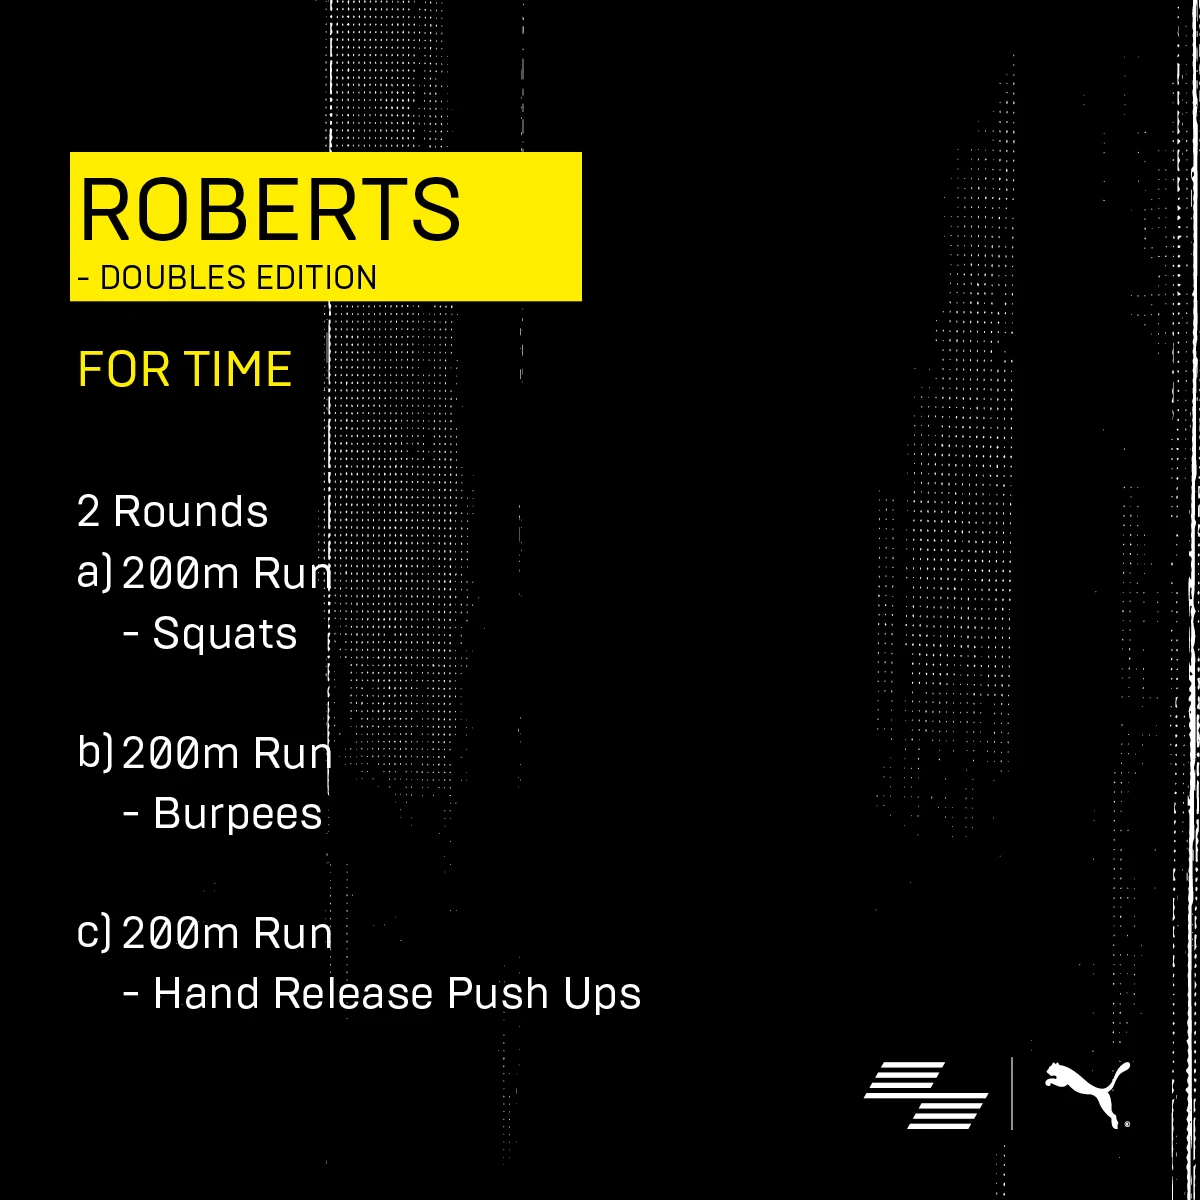 ROBERTS
- DOUBLES EDITION
FOR TIME
2 Rounds
a) 200m Run
- Squats
b) 200m Run
- Burpees
c) 200m Run
- Hand Release Push Ups
®